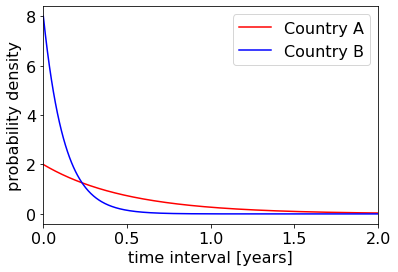 probability density
8
6
4
2
0
Country A
Country B
0.0 0.5 1.0 1.5 2.0
time interval [years]